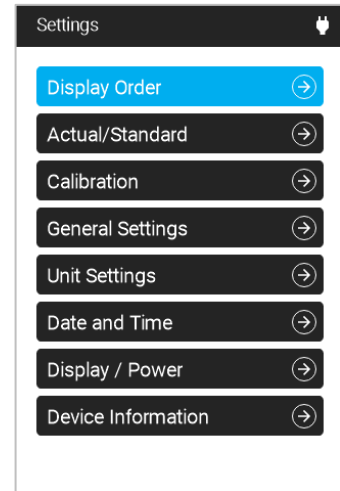 Settings
Display Order
Actual/Standard
Calibration
General Settings
Unit Settings
Date and Time
Display / Power
Device Information